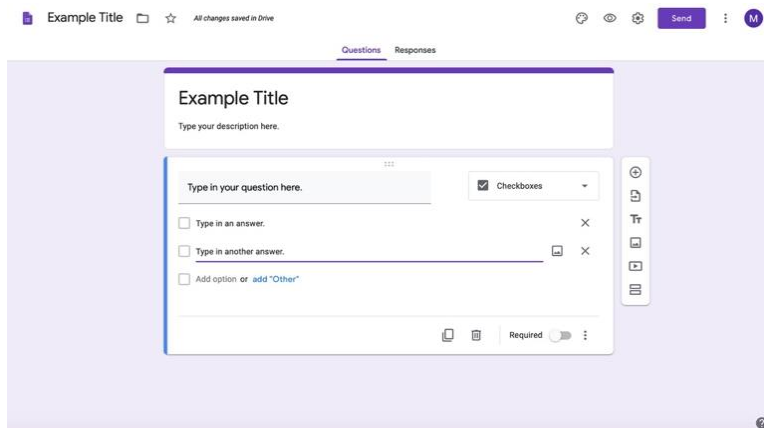 Example Title
All changes saved in Drive
Send
M
Questions
Responses
Example Title
Type your description here.
Type in your question here.
Checkboxes
Type in an answer.
Type in another answer.
Add option or add "Other"
Required
Tт
?